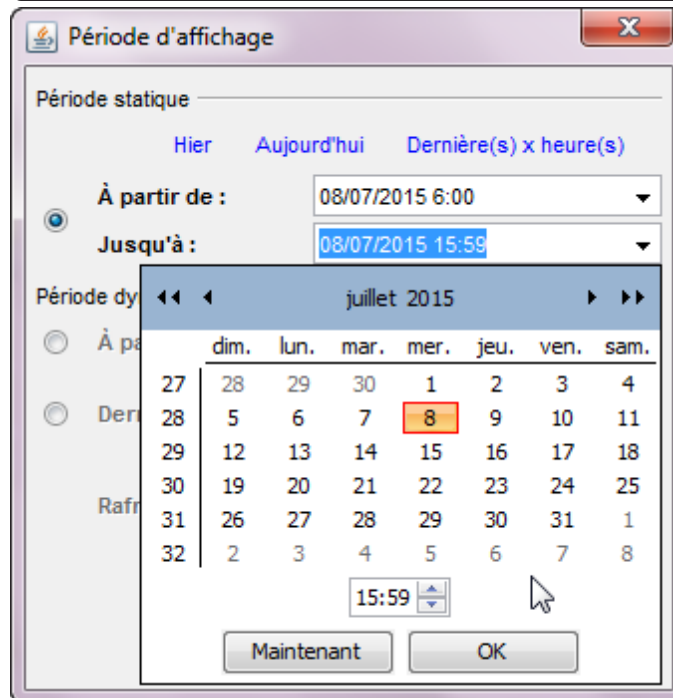 Période d'affichage
Période statique
Hier Aujourd'hui Dernière(s) x heure(s)
À partir de : 08/07/2015 6:00
Jusqu'à : 08/07/2015 15:59
Période dy
juillet 2015
À pa
dim. lun. mar. mer. jeu. ven. sam.
27 28 29 30 1 2 3 4
Der
28 5 6 7 8 9 10 11
29 12 13 14 15 16 17 18
30 19 20 21 22 23 24 25
Rafr
31 26 27 28 29 30 31 1
32 2 3 4 5 6 7 8
15:59
Maintenant OK